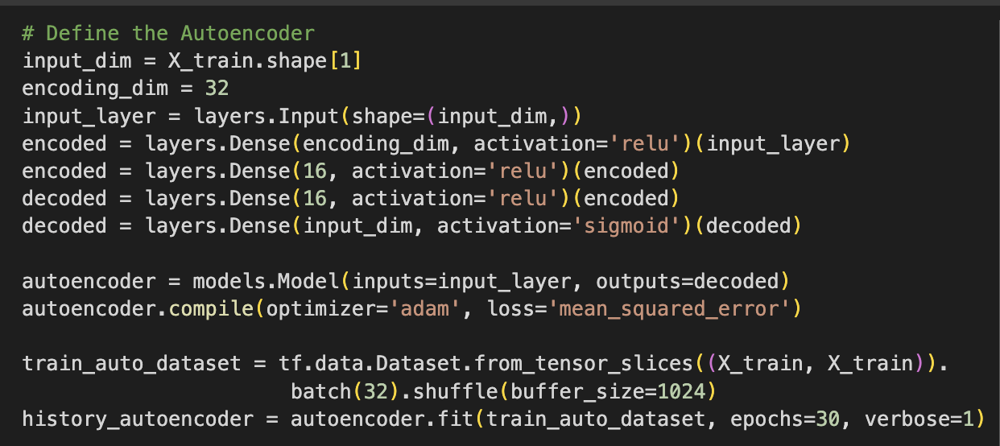 # Define the Autoencoder
input_dim = X_train.shape[1]
encoding_dim = 32
input_layer = layers.Input(shape=(input_dim,))
encoded = layers.Dense(encoding_dim, activation='relu')(input_layer)
encoded = layers.Dense(16, activation='relu')(encoded)
decoded = layers.Dense(16, activation='relu')(encoded)
decoded = layers.Dense(input_dim, activation='sigmoid')(decoded)

autoencoder = models.Model(inputs=input_layer, outputs=decoded)
autoencoder.compile(optimizer='adam', loss='mean_squared_error')

train_auto_dataset = tf.data.Dataset.from_tensor_slices((X_train, X_train)).
                      batch(32).shuffle(buffer_size=1024)
history_autoencoder = autoencoder.fit(train_auto_dataset, epochs=30, verbose=1)